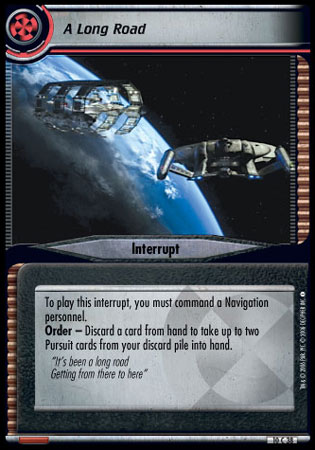 A Long Road
Interrupt
To play this interrupt, you must command a Navigation
personnel.
Order – Discard a card from hand to take up to two
Pursuit cards from your discard pile into hand.
"It's been a long road
Getting from there to here"
10 C 38